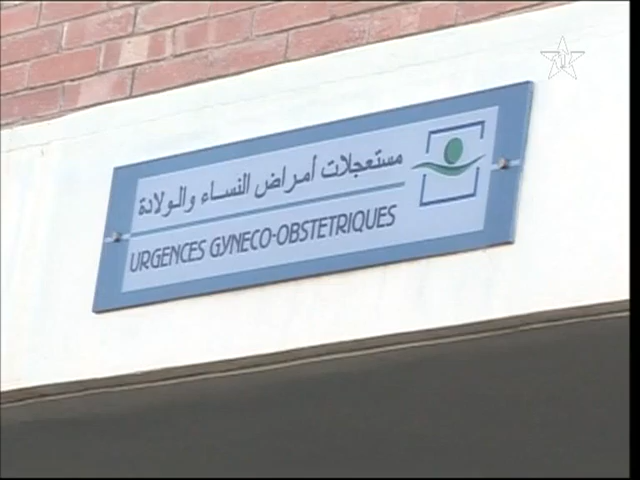 مستعجلات أمراض النساء والولادة
URGENCES GYNECO-OBSTETRIQUES